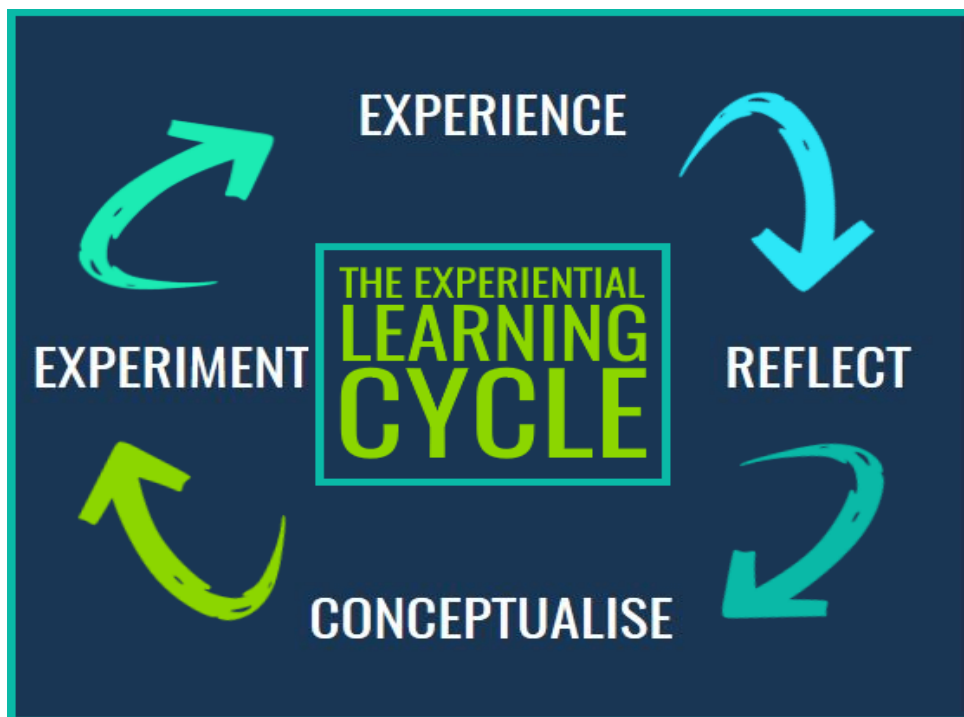 EXPERIENCE
THE EXPERIENTIAL
LEARNING
CYCLE
EXPERIMENT
REFLECT
CONCEPTUALISE